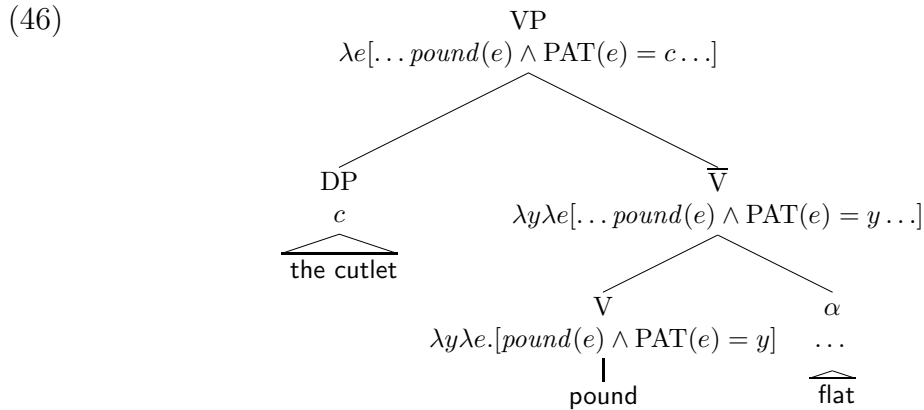 (46)
VP
λe[…pound(e) ∧ PAT(e) = c …]
DP V̅
c λyλe[…pound(e) ∧ PAT(e) = y …]
the cutlet
V α
λyλe.[pound(e) ∧ PAT(e) = y] …
pound flat